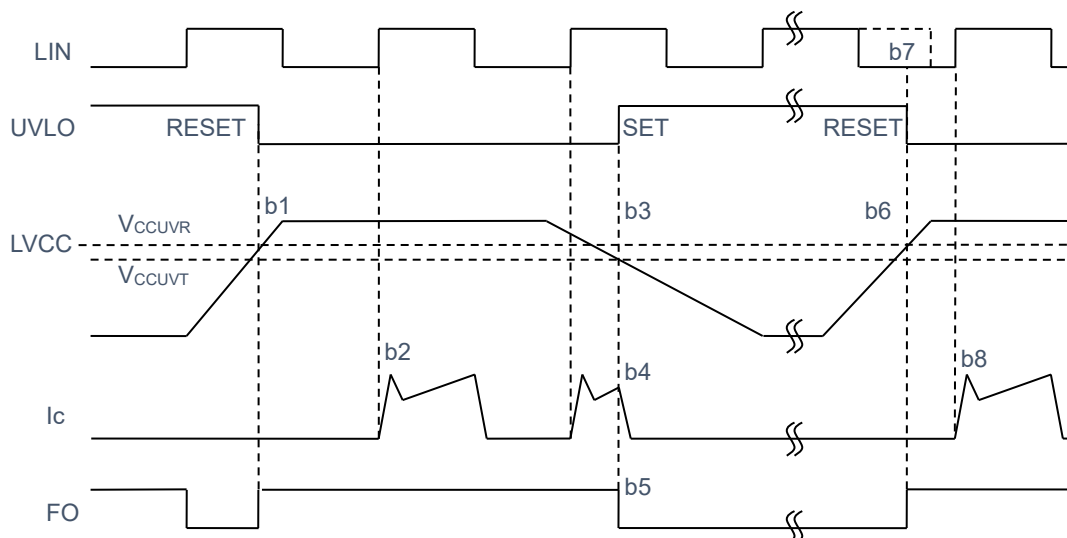 LIN
b7
UVLO
RESET
SET
RESET
b1
b3
b6
VCCUVR
LVCC
VCCUVT
b2
b4
b8
Ic
b5
FO